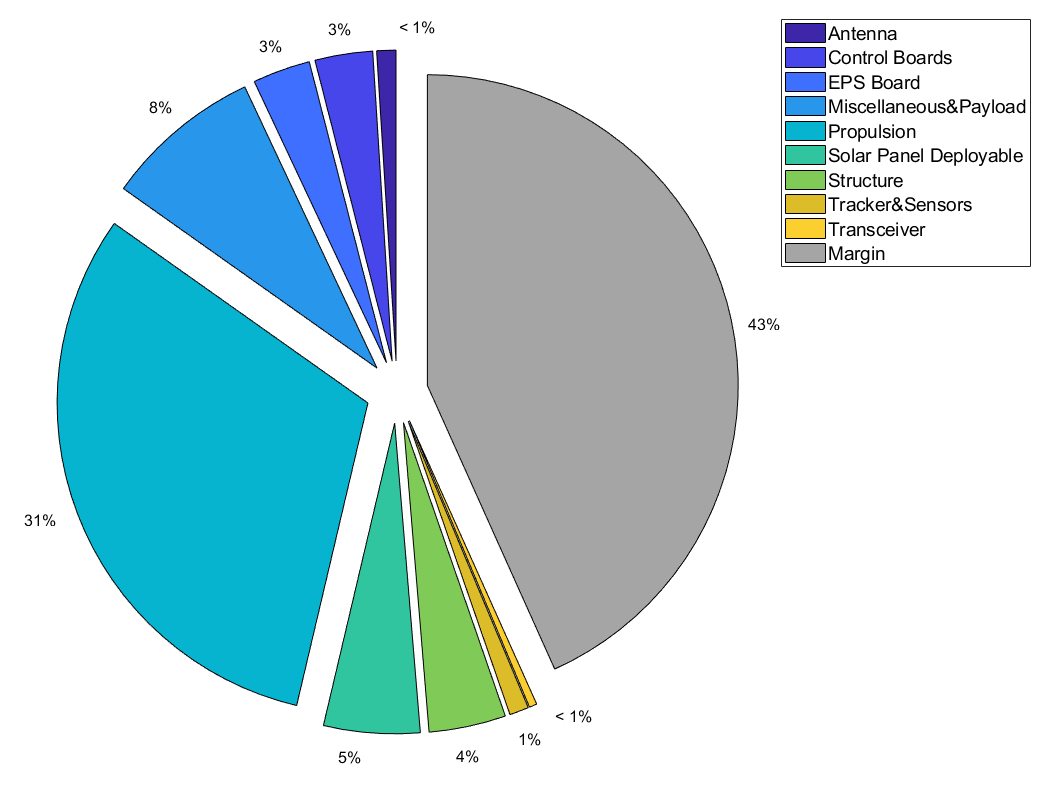 < 1%
3%
3%
8%
31%
5%
4%
1%
< 1%
43%
Antenna
Control Boards
EPS Board
Miscellaneous&Payload
Propulsion
Solar Panel Deployable
Structure
Tracker&Sensors
Transceiver
Margin